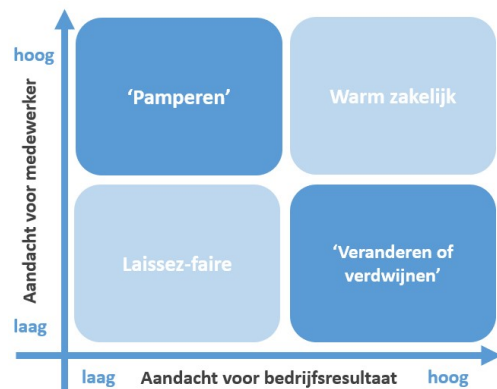 hoog
Aandacht voor medewerker
laag
‘Pamperen’
Warm zakelijk
Laissez-faire
‘Veranderen of
verdwijnen’
laag
Aandacht voor bedrijfsresultaat
hoog